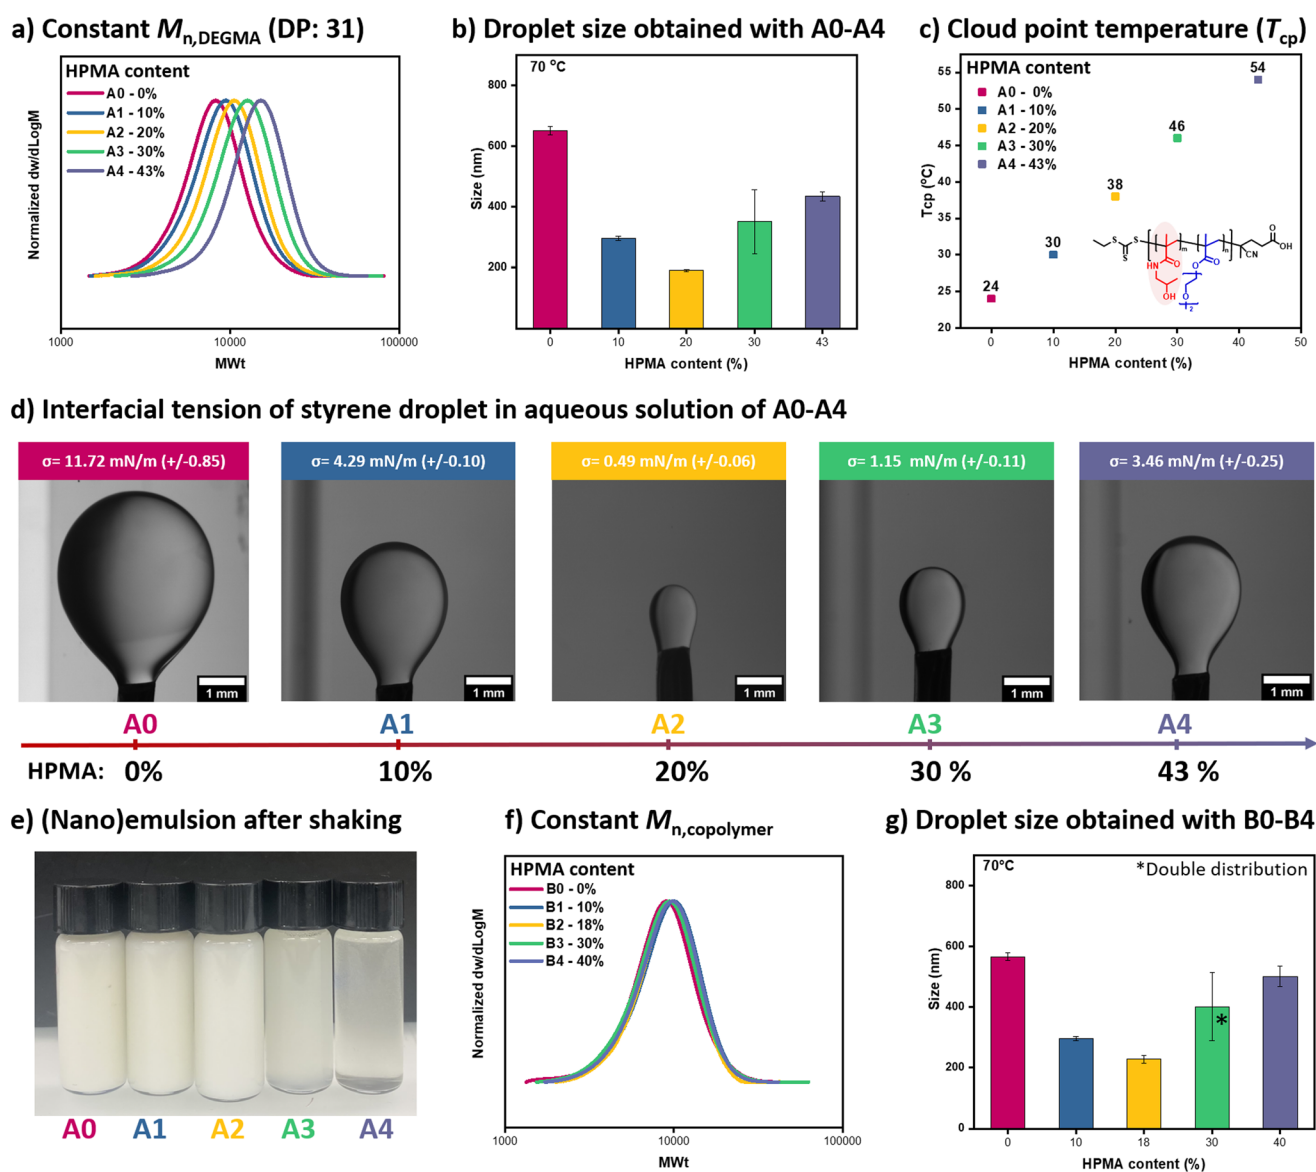 a) Constant Mn,DEGMA (DP: 31)
HPMA content
A0 - 0%
A1 - 10%
A2 - 20%
A3 - 30%
A4 - 43%
Normalized dw/dLogM
1000
10000
100000
MWt
b) Droplet size obtained with A0-A4
70 °C
800
600
400
200
Size (nm)
0
10
20
30
43
HPMA content (%)
c) Cloud point temperature (Tcp)
HPMA content
A0 - 0%
A1 - 10%
A2 - 20%
A3 - 30%
A4 - 43%
55
50
45
40
35
30
25
20
Tcp (°C)
24
30
38
46
54
S
S
S
m
n
HN
O
OH
O
O
O
2
CN
O
OH
0
10
20
30
40
50
HPMA content (%)
d) Interfacial tension of styrene droplet in aqueous solution of A0-A4
σ= 11.72 mN/m (+/-0.85)
σ= 4.29 mN/m (+/-0.10)
σ= 0.49 mN/m (+/-0.06)
σ= 1.15 mN/m (+/-0.11)
σ= 3.46 mN/m (+/-0.25)
1 mm
1 mm
1 mm
1 mm
1 mm
A0
A1
A2
A3
A4
HPMA: 0% 10% 20% 30 % 43 %
e) (Nano)emulsion after shaking
A0
A1
A2
A3
A4
f) Constant Mn,copolymer
HPMA content
B0 - 0%
B1 - 10%
B2 - 18%
B3 - 30%
B4 - 40%
Normalized dw/dLogM
1000
10000
100000
MWt
g) Droplet size obtained with B0-B4
70°C
*Double distribution
800
600
400
200
0
Size (nm)
*
0
10
18
30
40
HPMA content (%)